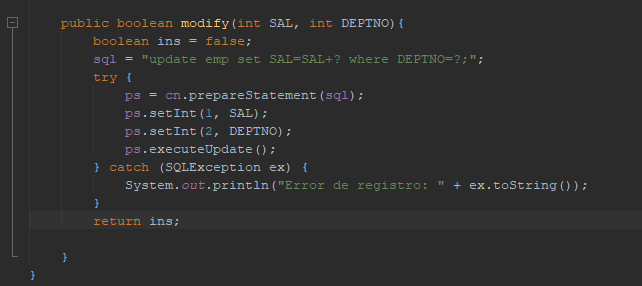 public boolean modify(int SAL, int DEPTNO){
boolean ins = false;
sql = "update emp set SAL=SAL+? where DEPTNO=?;";
try {
ps = cn.prepareStatement(sql);
ps.setInt(1, SAL);
ps.setInt(2, DEPTNO);
ps.executeUpdate();
} catch (SQLException ex) {
System.out.println("Error de registro: " + ex.toString());
}
return ins;
}
}